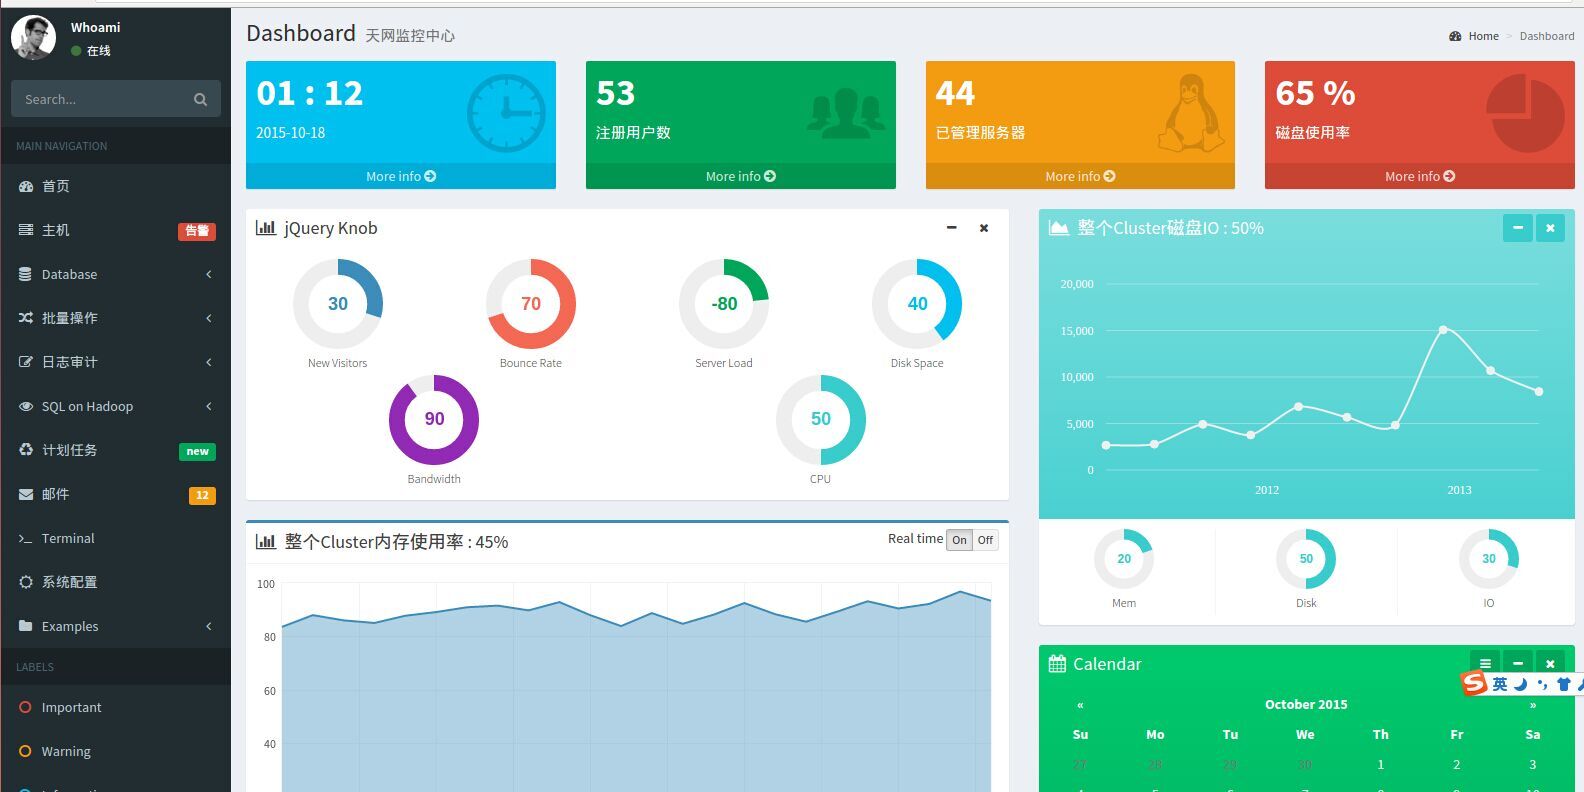 Whoami
在线
Search...
MAIN NAVIGATION
首页
主机 告警
Database
批量操作
日志审计
SQL on Hadoop
计划任务 new
邮件 12
Terminal
系统配置
Examples
LABELS
Important
Warning
Dashboard 天网监控中心
Home > Dashboard
01 : 12
2015-10-18
More info
53
注册用户数
More info
44
已管理服务器
More info
65 %
磁盘使用率
More info
jQuery Knob
30
New Visitors
70
Bounce Rate
-80
Server Load
40
Disk Space
90
Bandwidth
50
CPU
整个Cluster内存使用率 : 45%
Real time On Off
100
80
60
40
整个Cluster磁盘IO : 50%
20,000
15,000
10,000
5,000
0
2012 2013
20
Mem
50
Disk
30
IO
Calendar
英
« October 2015 »
Su Mo Tu We Th Fr Sa
27 28 29 30 1 2 3